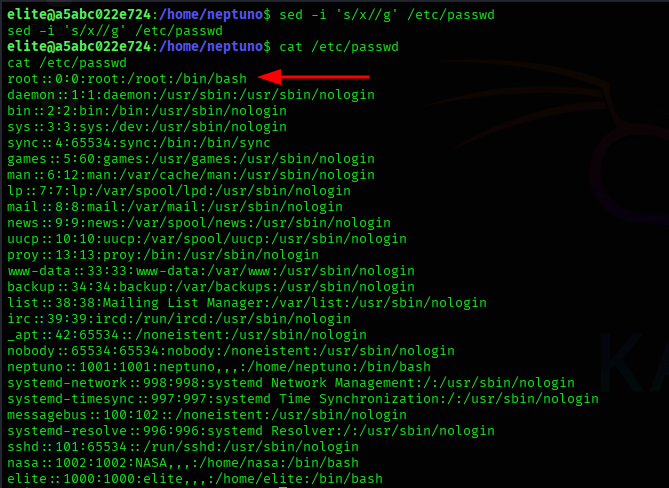 elite@a5abc022e724:/home/neptuno$ sed -i 's/x//g' /etc/passwd
sed -i 's/x//g' /etc/passwd
elite@a5abc022e724:/home/neptuno$ cat /etc/passwd
cat /etc/passwd
root::0:0:root:/root:/bin/bash
daemon::1:1:daemon:/usr/sbin:/usr/sbin/nologin
bin::2:2:bin:/bin:/usr/sbin/nologin
sys::3:3:sys:/dev:/usr/sbin/nologin
sync::4:65534:sync:/bin:/bin/sync
games::5:60:games:/usr/games:/usr/sbin/nologin
man::6:12:man:/var/cache/man:/usr/sbin/nologin
lp::7:7:lp:/var/spool/lpd:/usr/sbin/nologin
mail::8:8:mail:/var/mail:/usr/sbin/nologin
news::9:9:news:/var/spool/news:/usr/sbin/nologin
uucp::10:10:uucp:/var/spool/uucp:/usr/sbin/nologin
proy::13:13:proy:/bin:/usr/sbin/nologin
www-data::33:33:www-data:/var/www:/usr/sbin/nologin
backup::34:34:backup:/var/backups:/usr/sbin/nologin
list::38:38:Mailing List Manager:/var/list:/usr/sbin/nologin
irc::39:39:ircd:/run/ircd:/usr/sbin/nologin
_apt::42:65534::/noneistent:/usr/sbin/nologin
nobody::65534:65534:nobody:/noneistent:/usr/sbin/nologin
neptuno::1001:1001:neptuno,,,:/home/neptuno:/bin/bash
systemd-network::998:998:systemd Network Management:/:/usr/sbin/nologin
systemd-timesync::997:997:systemd Time Synchronization:/:/usr/sbin/nologin
messagebus::100:102::/noneistent:/usr/sbin/nologin
systemd-resolve::996:996:systemd Resolver:/:/usr/sbin/nologin
sshd::101:65534::/run/sshd:/usr/sbin/nologin
nasa::1002:1002:NASA,,,:/home/nasa:/bin/bash
elite::1000:1000:elite,,,:/home/elite:/bin/bash
KA